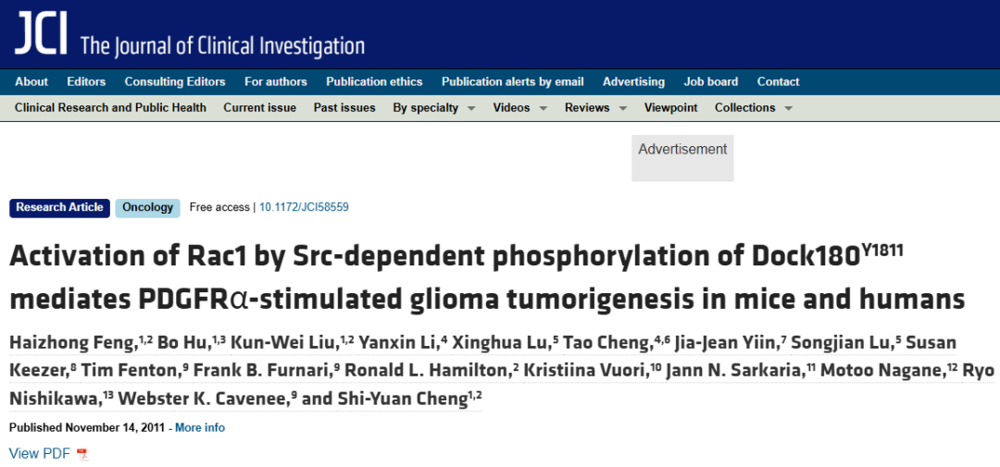 JCI The Journal of Clinical Investigation
About Editors Consulting Editors For authors Publication ethics Publication alerts by email Advertising Job board Contact
Clinical Research and Public Health Current issue Past issues By specialty Videos Reviews Viewpoint Collections
Advertisement
Research Article Oncology Free access | 10.1172/JCI58559
Activation of Rac1 by Src-dependent phosphorylation of Dock180Y1811
mediates PDGFRα-stimulated glioma tumorigenesis in mice and humans
Haizhong Feng,1,2 Bo Hu,1,3 Kun-Wei Liu,1,2 Yanxin Li,4 Xinghua Lu,5 Tao Cheng,4,6 Jia-Jean Yiin,7 Songjian Lu,5 Susan
Keezer,8 Tim Fenton,9 Frank B. Furnari,9 Ronald L. Hamilton,2 Kristiina Vuori,10 Jann N. Sarkaria,11 Motoo Nagane,12 Ryo
Nishikawa,13 Webster K. Cavenee,9 and Shi-Yuan Cheng1,2
Published November 14, 2011 - More info
View PDF